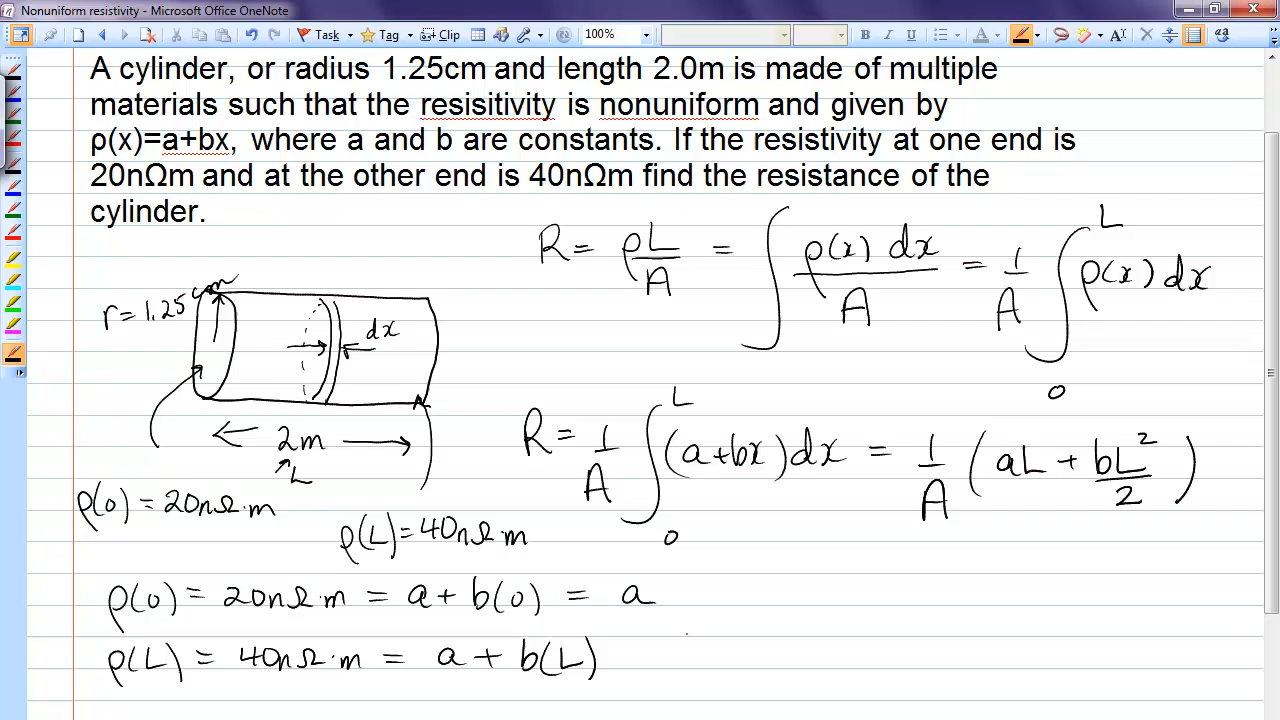 Nonuniform resistivity - Microsoft Office OneNote
Task Tag Clip 100%
A cylinder, or radius 1.25cm and length 2.0m is made of multiple
materials such that the resisitivity is nonuniform and given by
ρ(x)=a+bx, where a and b are constants. If the resistivity at one end is
20nΩm and at the other end is 40nΩm find the resistance of the
cylinder.
R = ρL/A = ∫ ρ(x) dx/A = 1/A ∫₀ᴸ ρ(x) dx
r = 1.25 cm
dx
2m
L
R = 1/A ∫₀ᴸ (a+bx) dx = 1/A (aL + bL²/2)
ρ(0) = 20nΩ·m
ρ(L) = 40nΩ·m
ρ(0) = 20nΩ·m = a + b(0) = a
ρ(L) = 40nΩ·m = a + b(L)